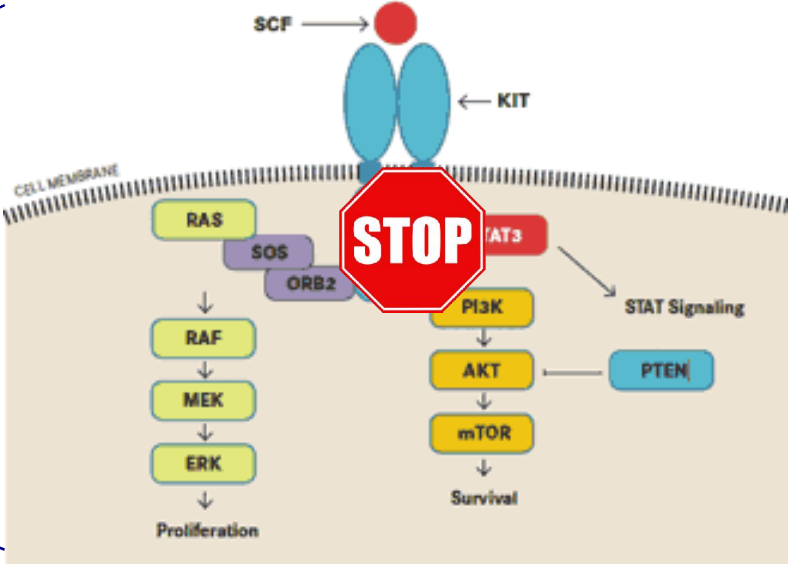 SCF
KIT
CELL MEMBRANE
RAS
SOS
ORB2
STOP
TAT3
STAT Signaling
PI3K
RAF
AKT
PTEN
MEK
mTOR
ERK
Survival
Proliferation